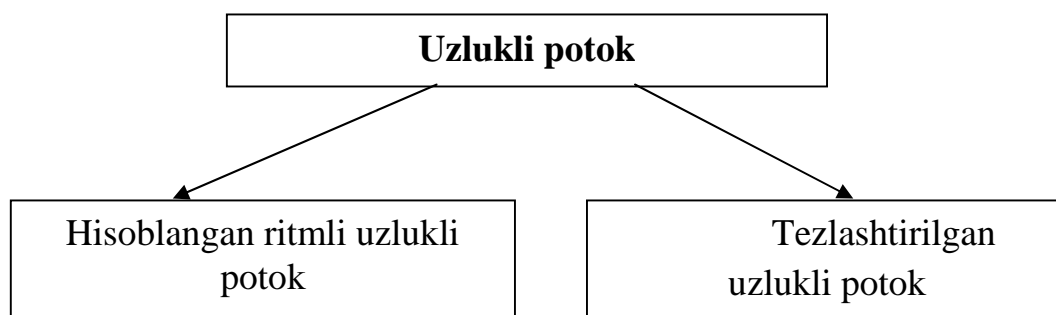 Uzlukli potok
Hisoblangan ritmli uzlukli
potok
Tezlashtirilgan
uzlukli potok